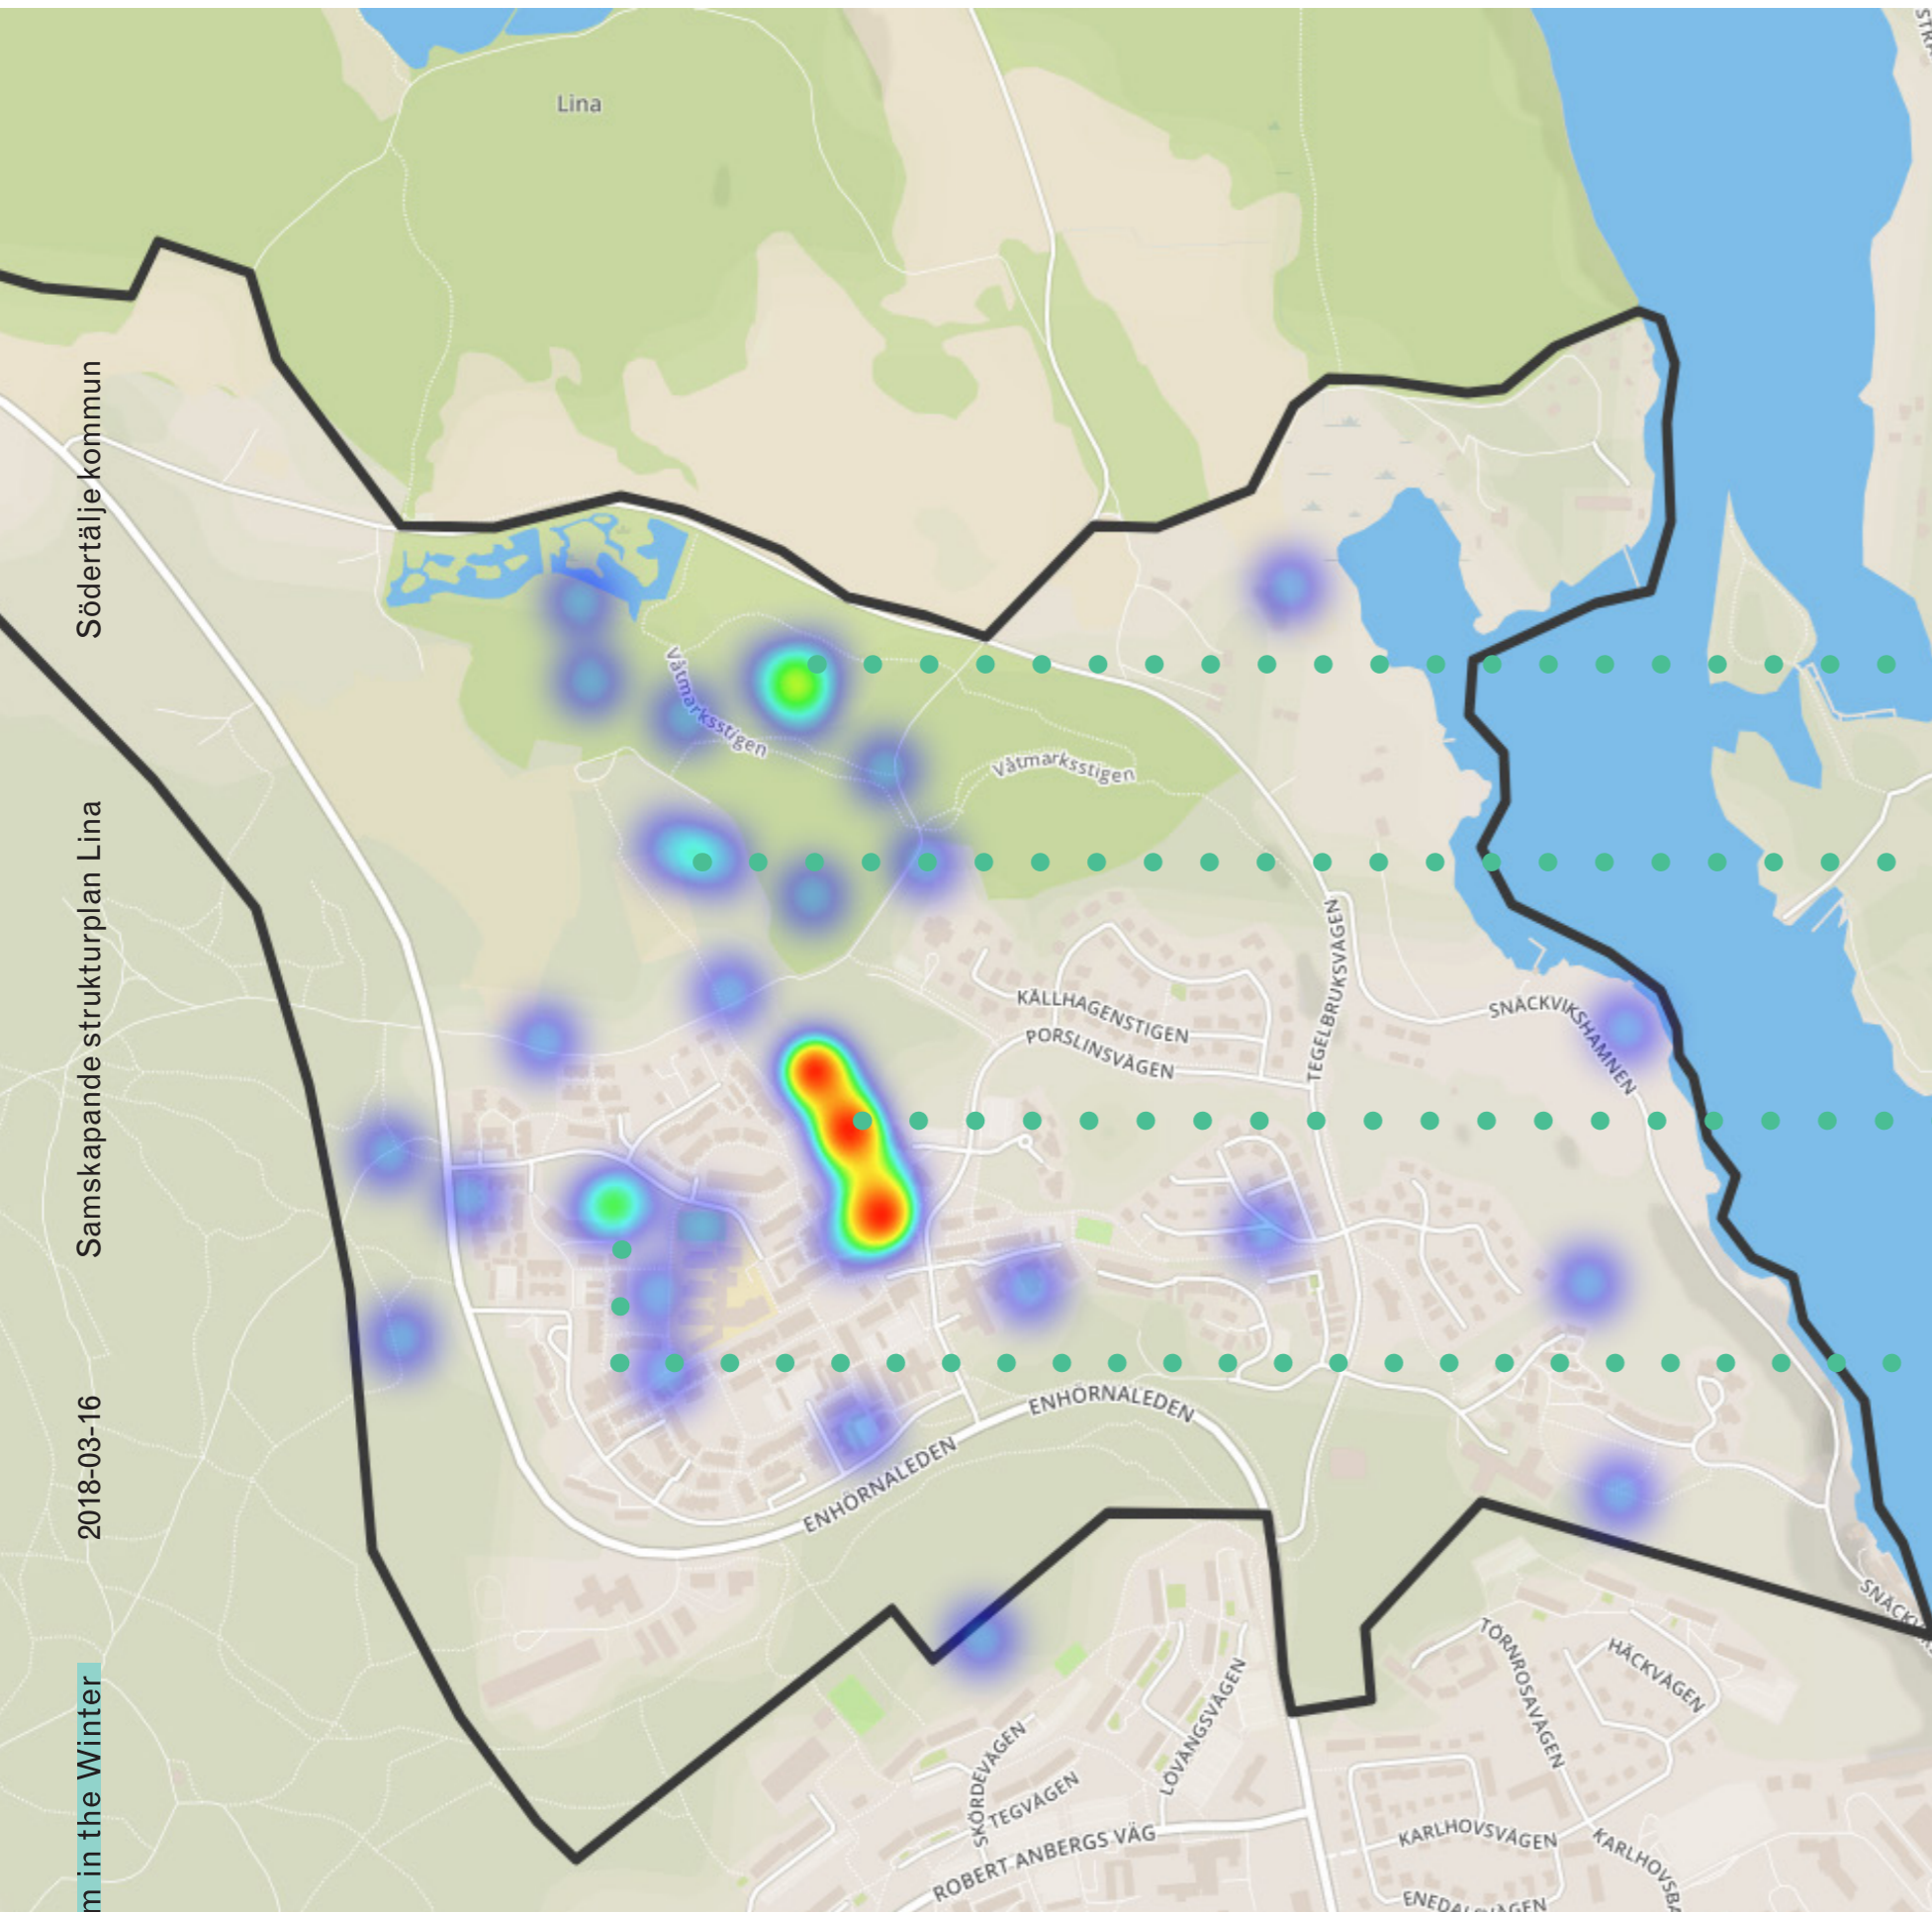 Lina
Södertälje kommun
Våtmarksstigen
Våtmarksstigen
Samskapande strukturplan Lina
TEGELBRUKSVÄGEN
KÄLLHAGENSTIGEN
PORSLINSVÄGEN
SNÄCKVIKSHAMNEN
2018-03-16
ENHÖRNALEDEN
ENHÖRNALEDEN
m in the Winter
TÖRNROSAVÄGEN
HÄCKVÄGEN
LÖVÄNGSVÄGEN
SKÖRDEVÄGEN
TEGVÄGEN
ROBERT ANBERGS VÄG
KARLHOVSVÄGEN